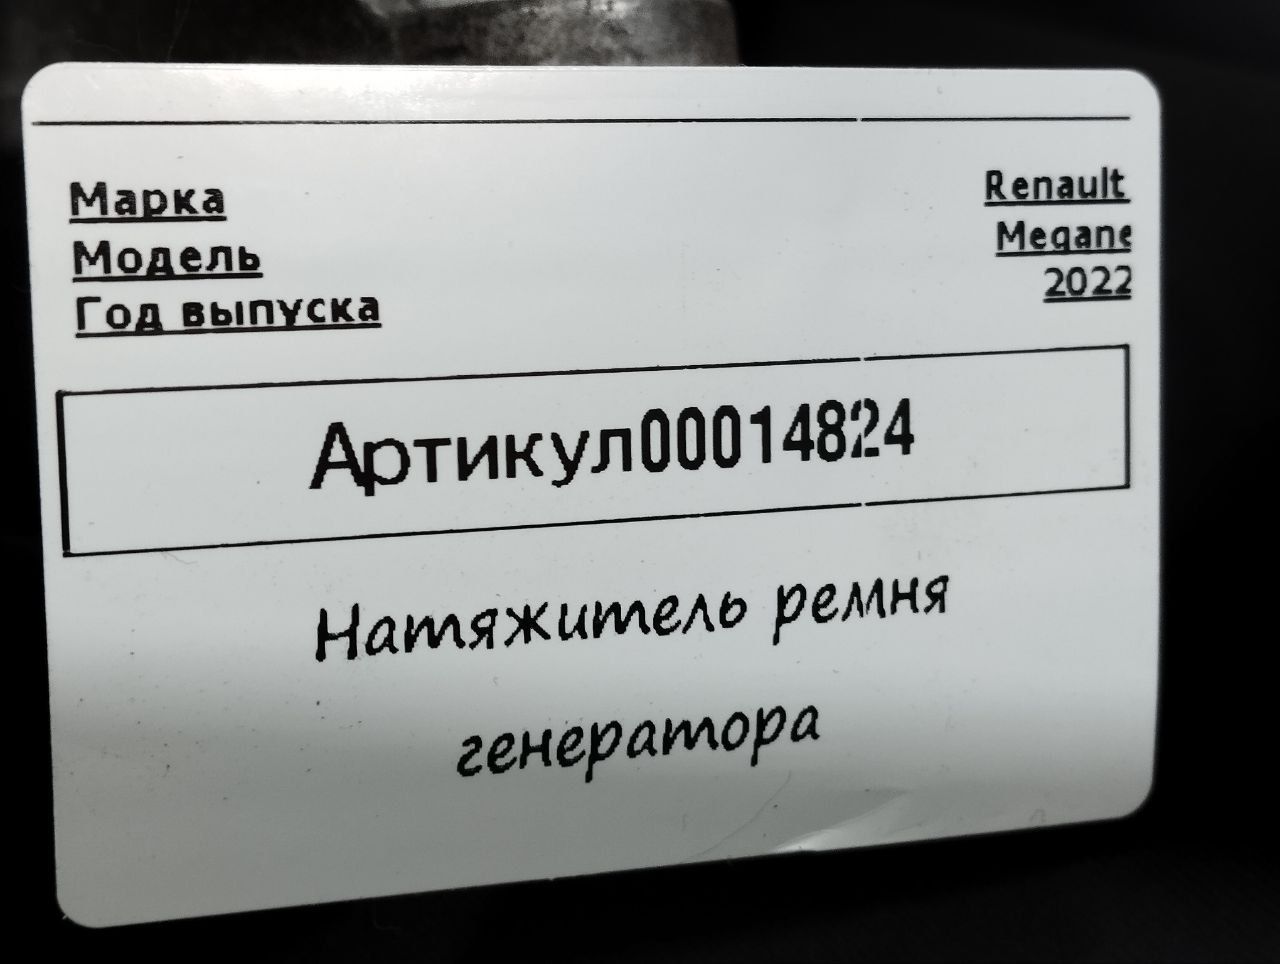 Марка Renault
Модель Megane
Год выпуска 2022
Артикул00014824
Натяжитель ремня
генератора